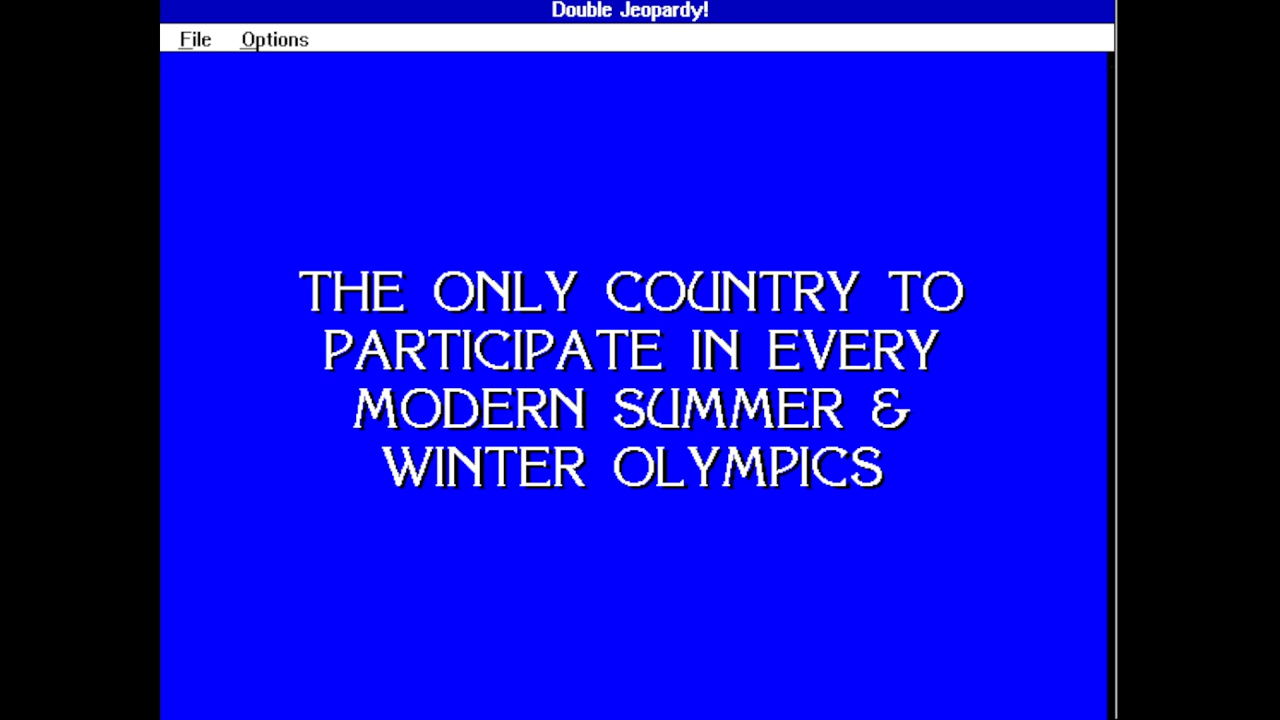 Double Jeopardy!
File Options
THE ONLY COUNTRY TO
PARTICIPATE IN EVERY
MODERN SUMMER &
WINTER OLYMPICS